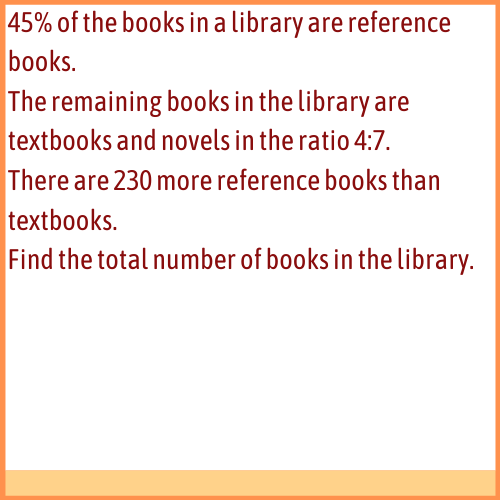 45% of the books in a library are reference
books.
The remaining books in the library are
textbooks and novels in the ratio 4:7.
There are 230 more reference books than
textbooks.
Find the total number of books in the library.